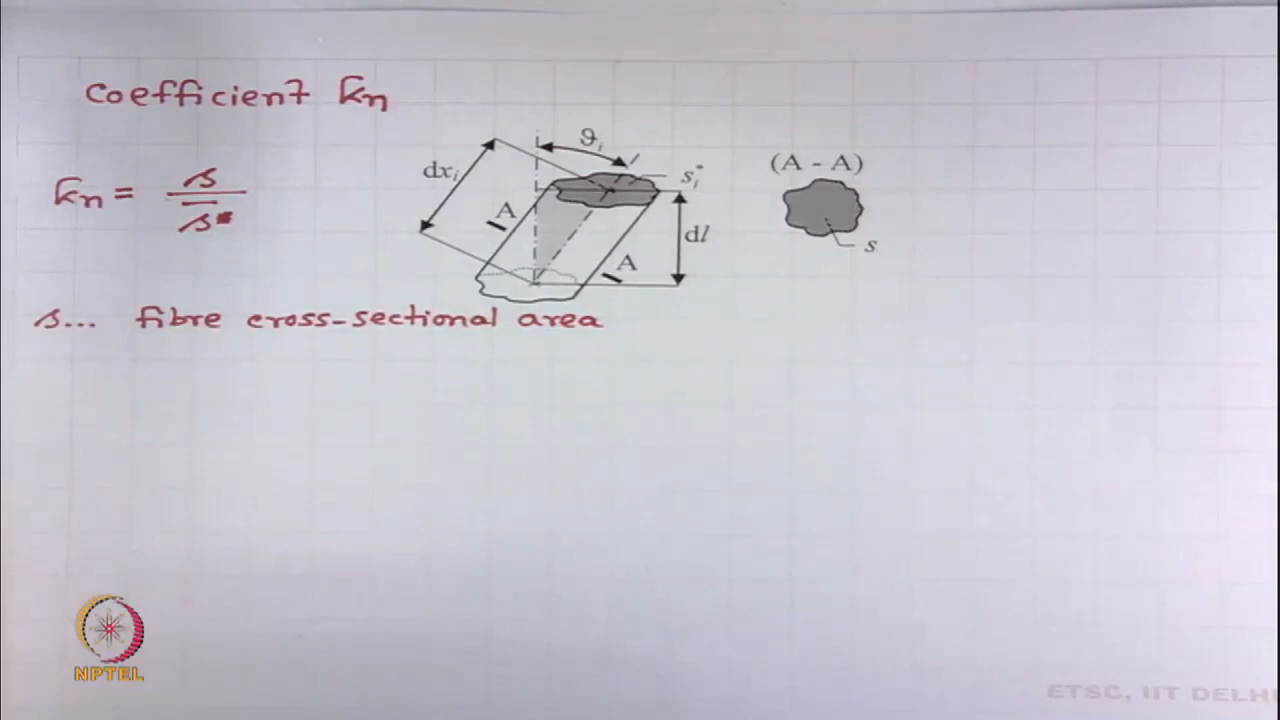 coefficient kn
kn = s / s̄*
dxᵢ
ϑᵢ
sᵢ*
A
A
dl
(A - A)
s
s... fibre cross-sectional area
NPTEL
ETSC, IIT DELHI